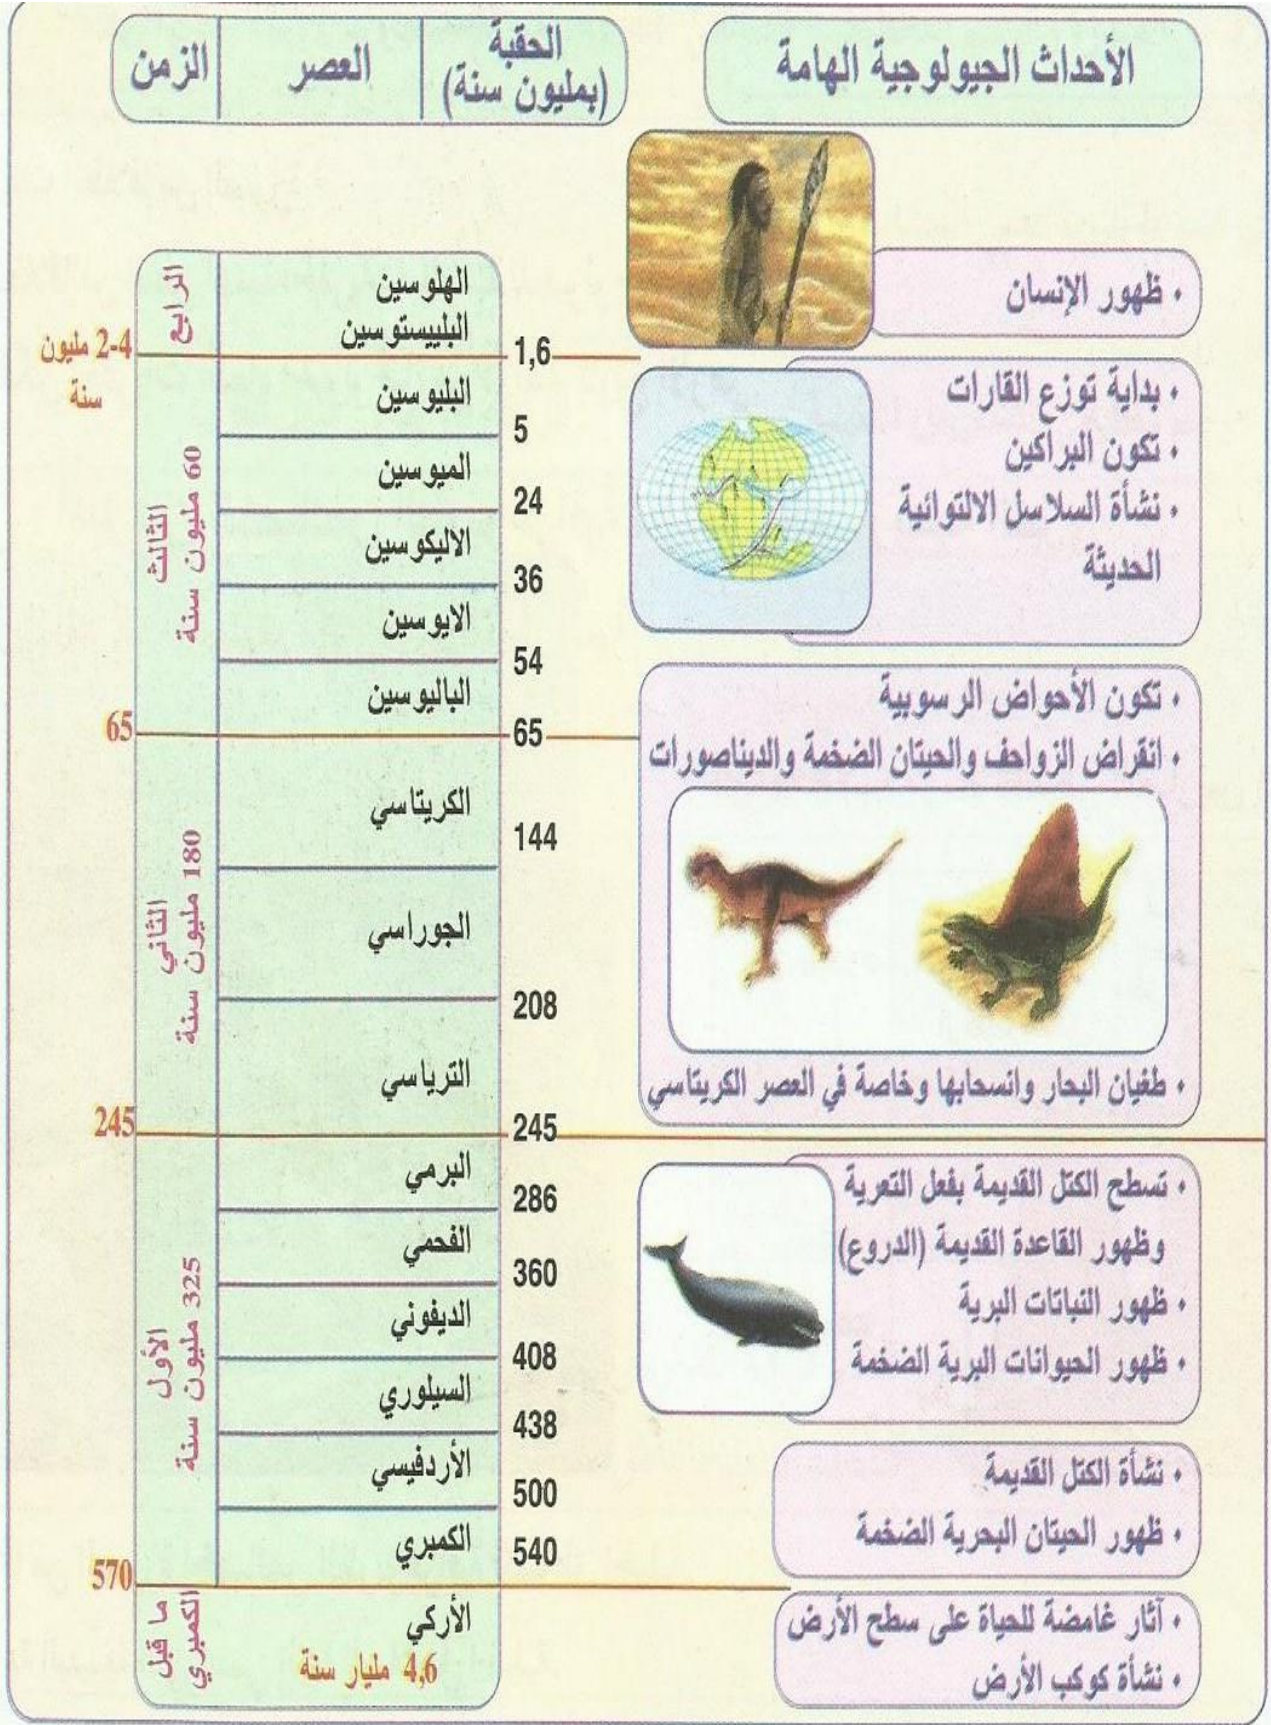 الأحداث الجيولوجية الهامة
الحقبة
(بمليون سنة)
العصر
الزمن
• ظهور الإنسان
• بداية توزع القارات
• تكون البراكين
• نشأة السلاسل الالتوائية
الحديثة
• تكون الأحواض الرسوبية
• انقراض الزواحف والحيتان الضخمة والديناصورات
• طغيان البحار وانسحابها وخاصة في العصر الكريتاسي
• تسطح الكتل القديمة بفعل التعرية
وظهور القاعدة القديمة (الدروع)
• ظهور النباتات البرية
• ظهور الحيوانات البرية الضخمة
• نشأة الكتل القديمة
• ظهور الحيتان البحرية الضخمة
• آثار غامضة للحياة على سطح الأرض
• نشأة كوكب الأرض
1,6
5
24
36
54
65
144
208
245
286
360
408
438
500
540
الهلوسين
البلييستوسين
البليوسين
الميوسين
الاليكوسين
الايوسين
الباليوسين
الكريتاسي
الجوراسي
الترياسي
البرمي
الفحمي
الديفوني
السيلوري
الأردفيسي
الكمبري
الأركي
4,6 مليار سنة
الرابع
الثالث
60 مليون سنة
الثاني
180 مليون سنة
الأول
325 مليون سنة
ما قبل
الكمبري
2-4 مليون
سنة
65
245
570